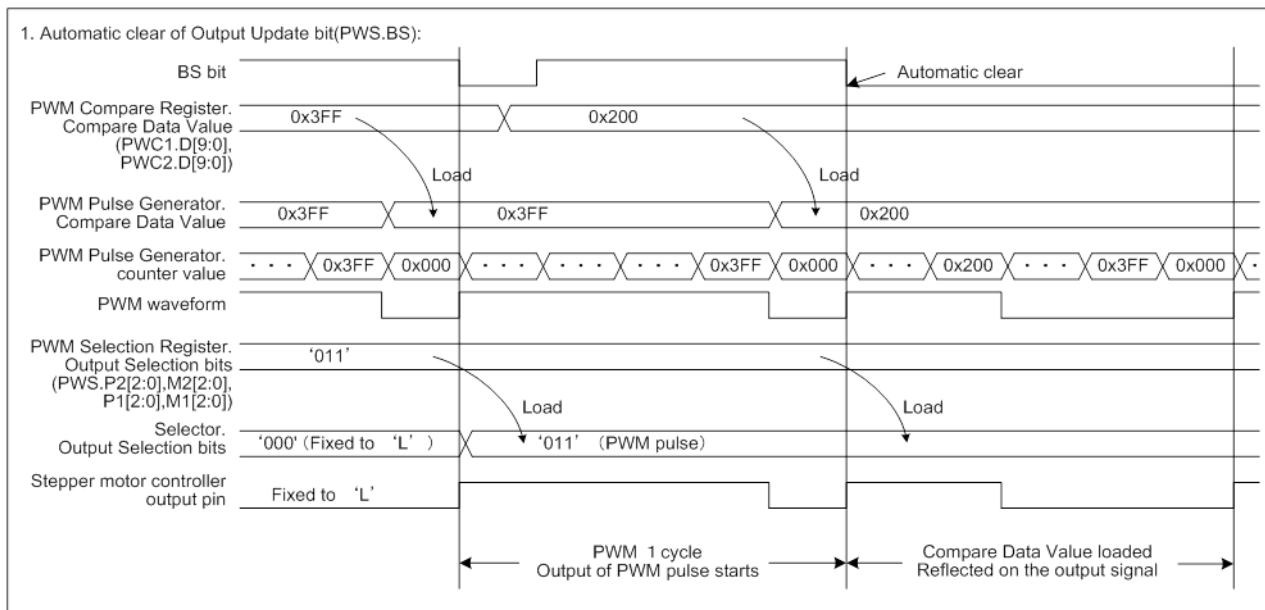 1. Automatic clear of Output Update bit(PWS.BS):
BS bit
Automatic clear
PWM Compare Register.
Compare Data Value
(PWC1.D[9:0],
PWC2.D[9:0])
0x3FF
0x200
Load
Load
PWM Pulse Generator.
Compare Data Value
0x3FF
0x3FF
0x200
PWM Pulse Generator.
counter value
· · · 0x3FF 0x000 · · · · · · · · · 0x3FF 0x000 · · · 0x200 · · · 0x3FF 0x000 ·
PWM waveform
PWM Selection Register.
Output Selection bits
(PWS.P2[2:0],M2[2:0],
P1[2:0],M1[2:0])
‘011’
Load
Load
Selector.
Output Selection bits
‘000' (Fixed to ‘L’ )
‘011’ (PWM pulse)
Stepper motor controller
output pin
Fixed to ‘L’
PWM 1 cycle
Output of PWM pulse starts
Compare Data Value loaded
Reflected on the output signal